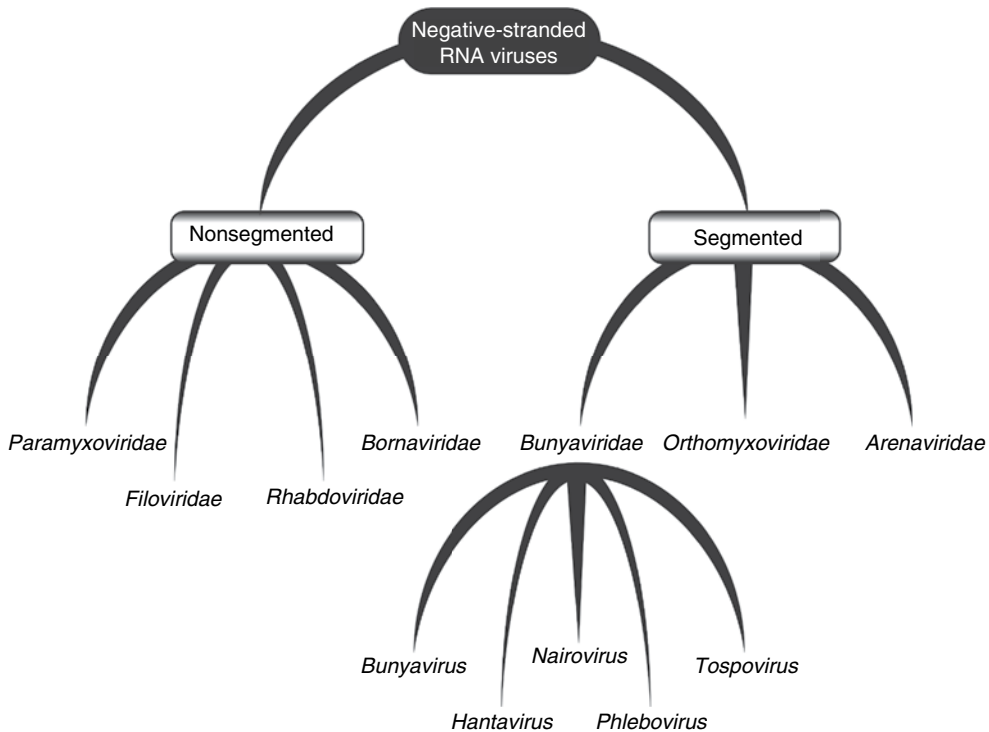 Negative-stranded
RNA viruses
Nonsegmented
Segmented
Paramyxoviridae
Filoviridae
Rhabdoviridae
Bornaviridae
Bunyaviridae
Orthomyxoviridae
Arenaviridae
Bunyavirus
Hantavirus
Nairovirus
Phlebovirus
Tospovirus